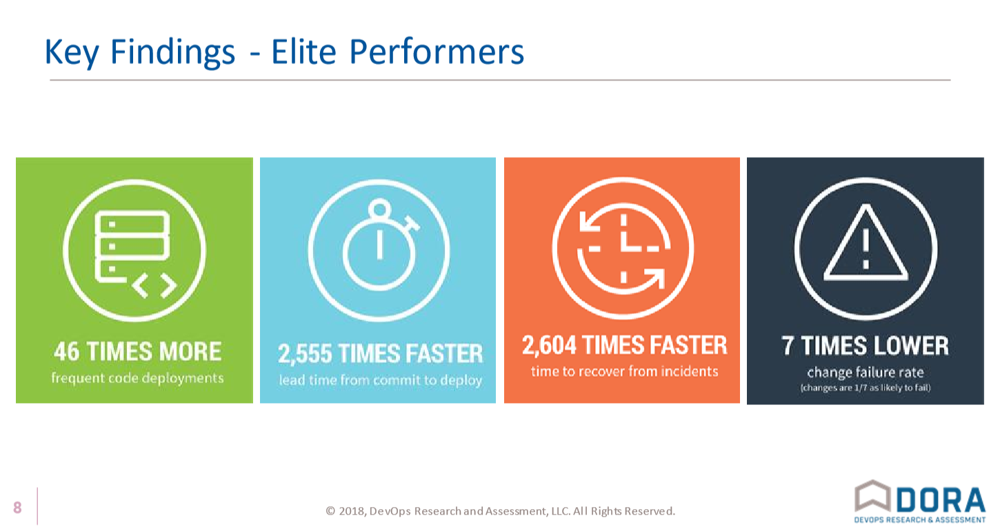 Key Findings - Elite Performers
46 TIMES MORE
frequent code deployments
2,555 TIMES FASTER
lead time from commit to deploy
2,604 TIMES FASTER
time to recover from incidents
7 TIMES LOWER
change failure rate
(changes are 1/7 as likely to fail)
8
© 2018, DevOps Research and Assessment, LLC. All Rights Reserved.
DORA
DEVOPS RESEARCH & ASSESSMENT